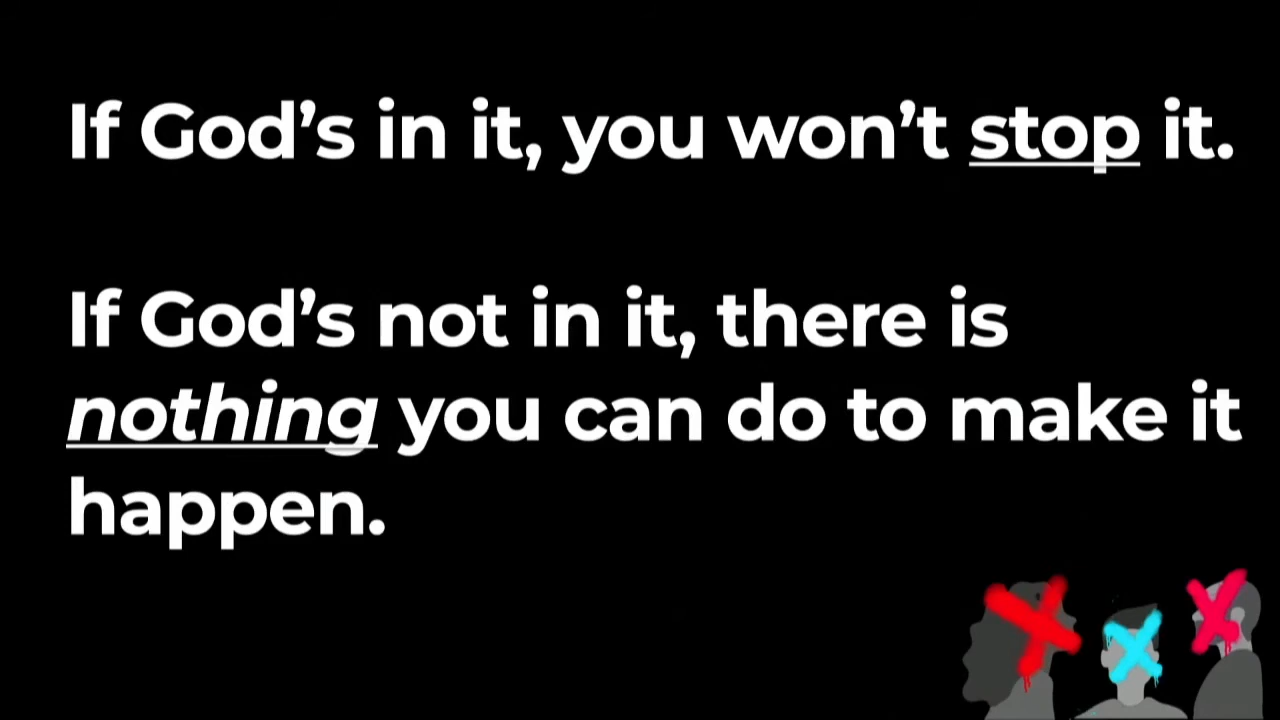 If God’s in it, you won’t stop it.
If God’s not in it, there is
nothing you can do to make it
happen.